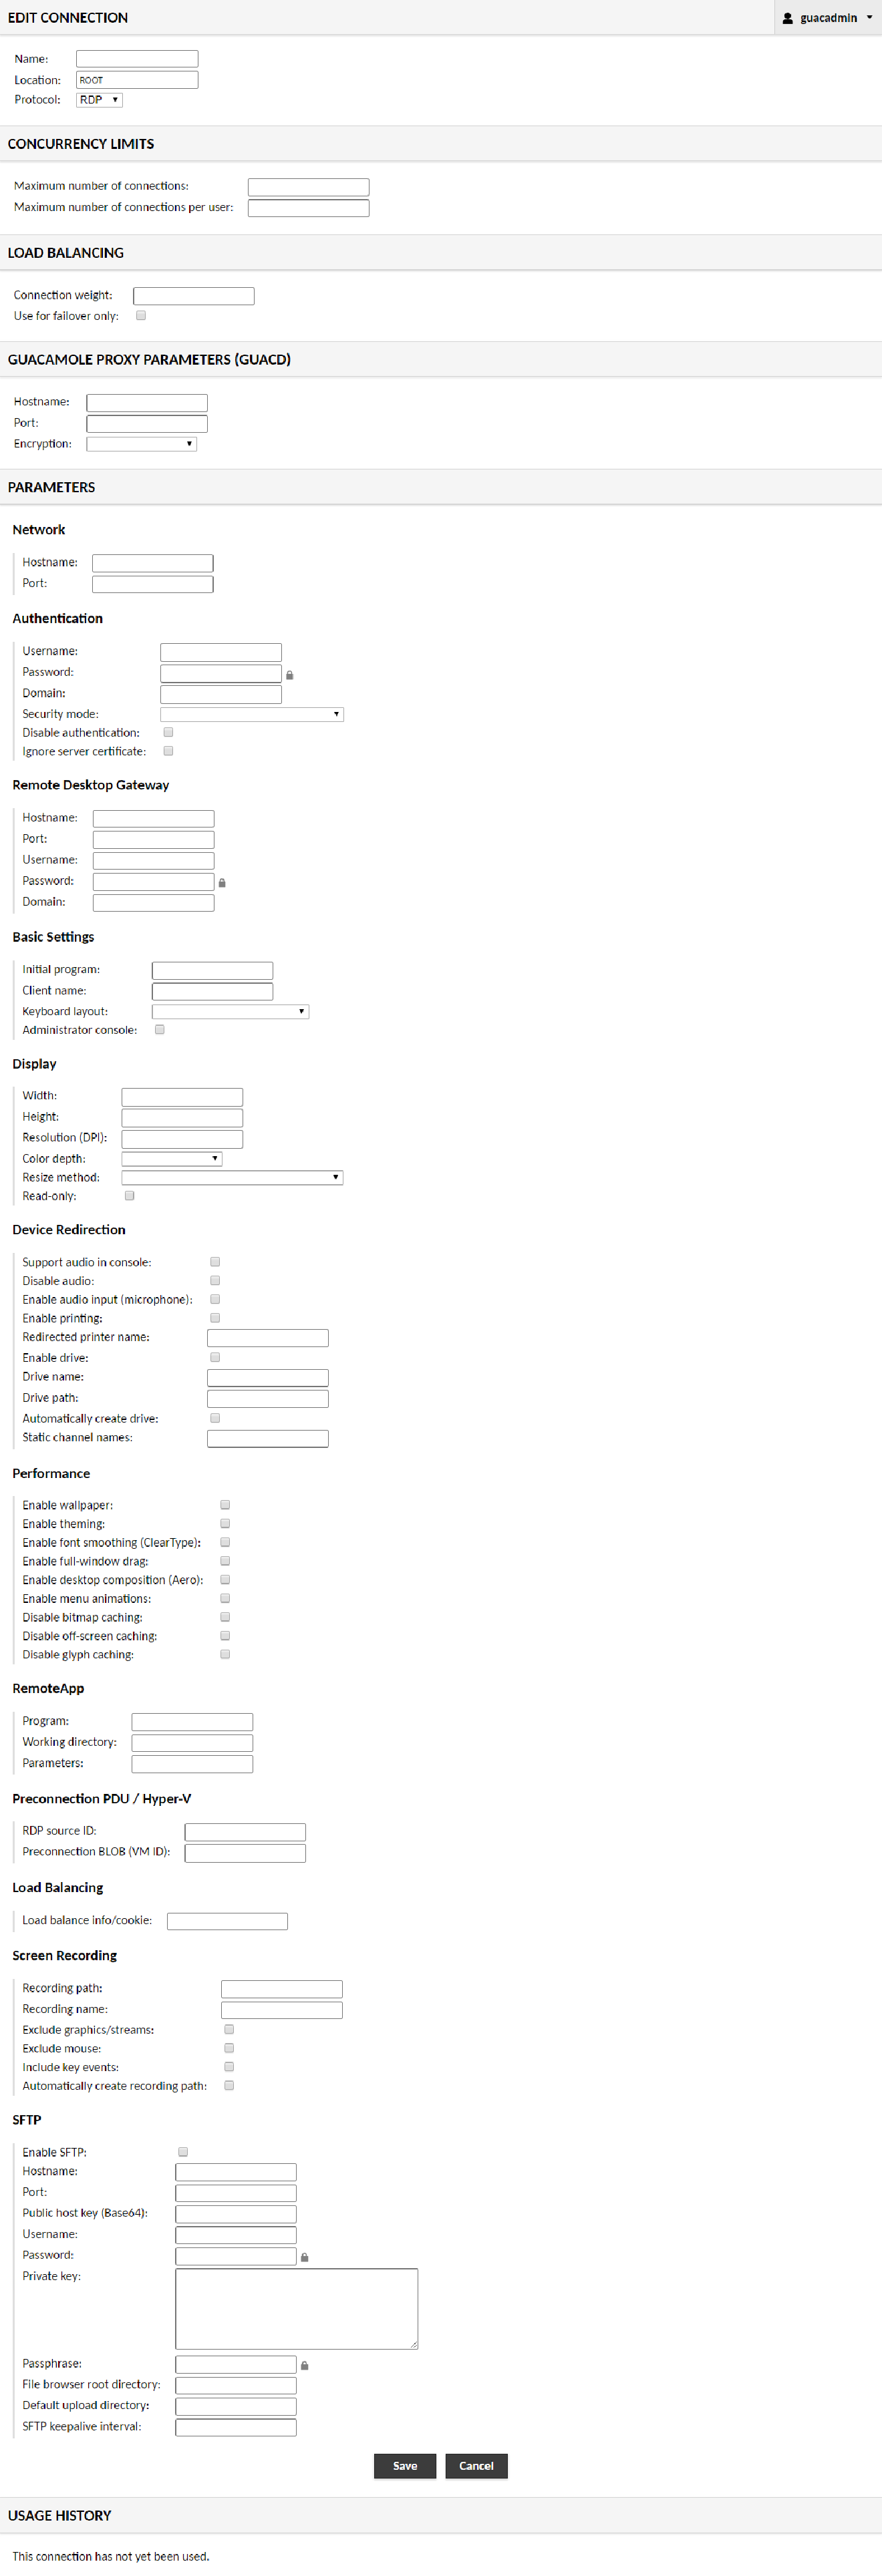 EDIT CONNECTION
guacadmin
Name:
Location: ROOT
Protocol: RDP
CONCURRENCY LIMITS
Maximum number of connections:
Maximum number of connections per user:
LOAD BALANCING
Connection weight:
Use for failover only:
GUACAMOLE PROXY PARAMETERS (GUACD)
Hostname:
Port:
Encryption:
PARAMETERS
Network
Hostname:
Port:
Authentication
Username:
Password:
Domain:
Security mode:
Disable authentication:
Ignore server certificate:
Remote Desktop Gateway
Hostname:
Port:
Username:
Password:
Domain:
Basic Settings
Initial program:
Client name:
Keyboard layout:
Administrator console:
Display
Width:
Height:
Resolution (DPI):
Color depth:
Resize method:
Read-only:
Device Redirection
Support audio in console:
Disable audio:
Enable audio input (microphone):
Enable printing:
Redirected printer name:
Enable drive:
Drive name:
Drive path:
Automatically create drive:
Static channel names:
Performance
Enable wallpaper:
Enable theming:
Enable font smoothing (ClearType):
Enable full-window drag:
Enable desktop composition (Aero):
Enable menu animations:
Disable bitmap caching:
Disable off-screen caching:
Disable glyph caching:
RemoteApp
Program:
Working directory:
Parameters:
Preconnection PDU / Hyper-V
RDP source ID:
Preconnection BLOB (VM ID):
Load Balancing
Load balance info/cookie:
Screen Recording
Recording path:
Recording name:
Exclude graphics/streams:
Exclude mouse:
Include key events:
Automatically create recording path:
SFTP
Enable SFTP:
Hostname:
Port:
Public host key (Base64):
Username:
Password:
Private key:
Passphrase:
File browser root directory:
Default upload directory:
SFTP keepalive interval:
Save Cancel
USAGE HISTORY
This connection has not yet been used.